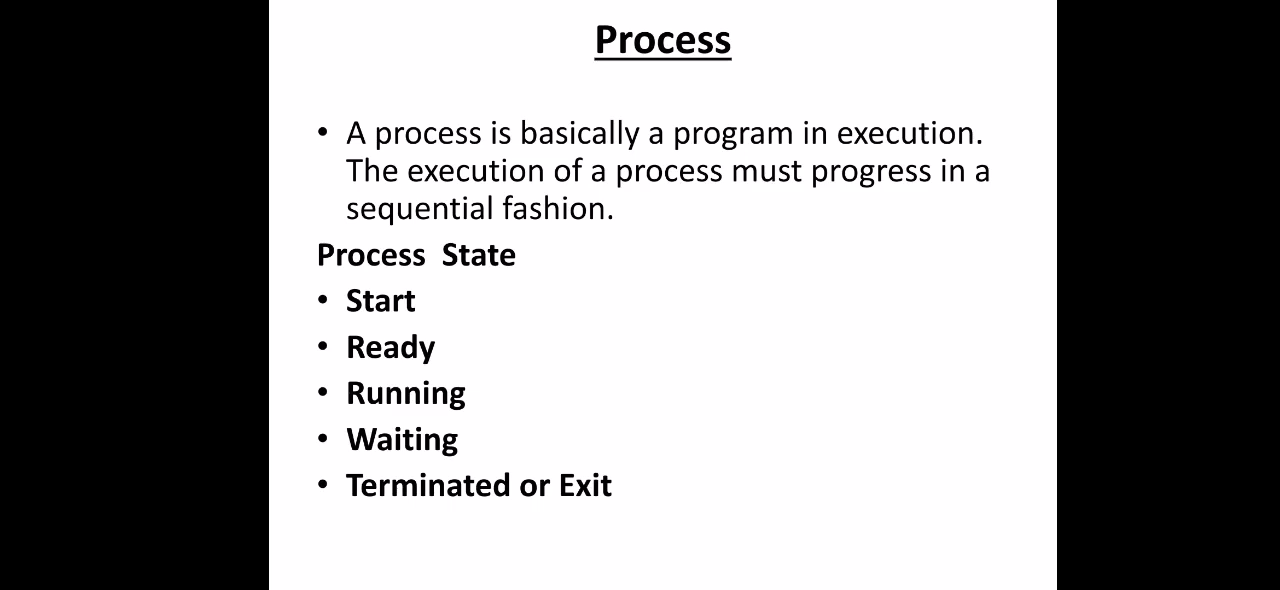 Process
• A process is basically a program in execution.
The execution of a process must progress in a
sequential fashion.
Process  State
• Start
• Ready
• Running
• Waiting
• Terminated or Exit